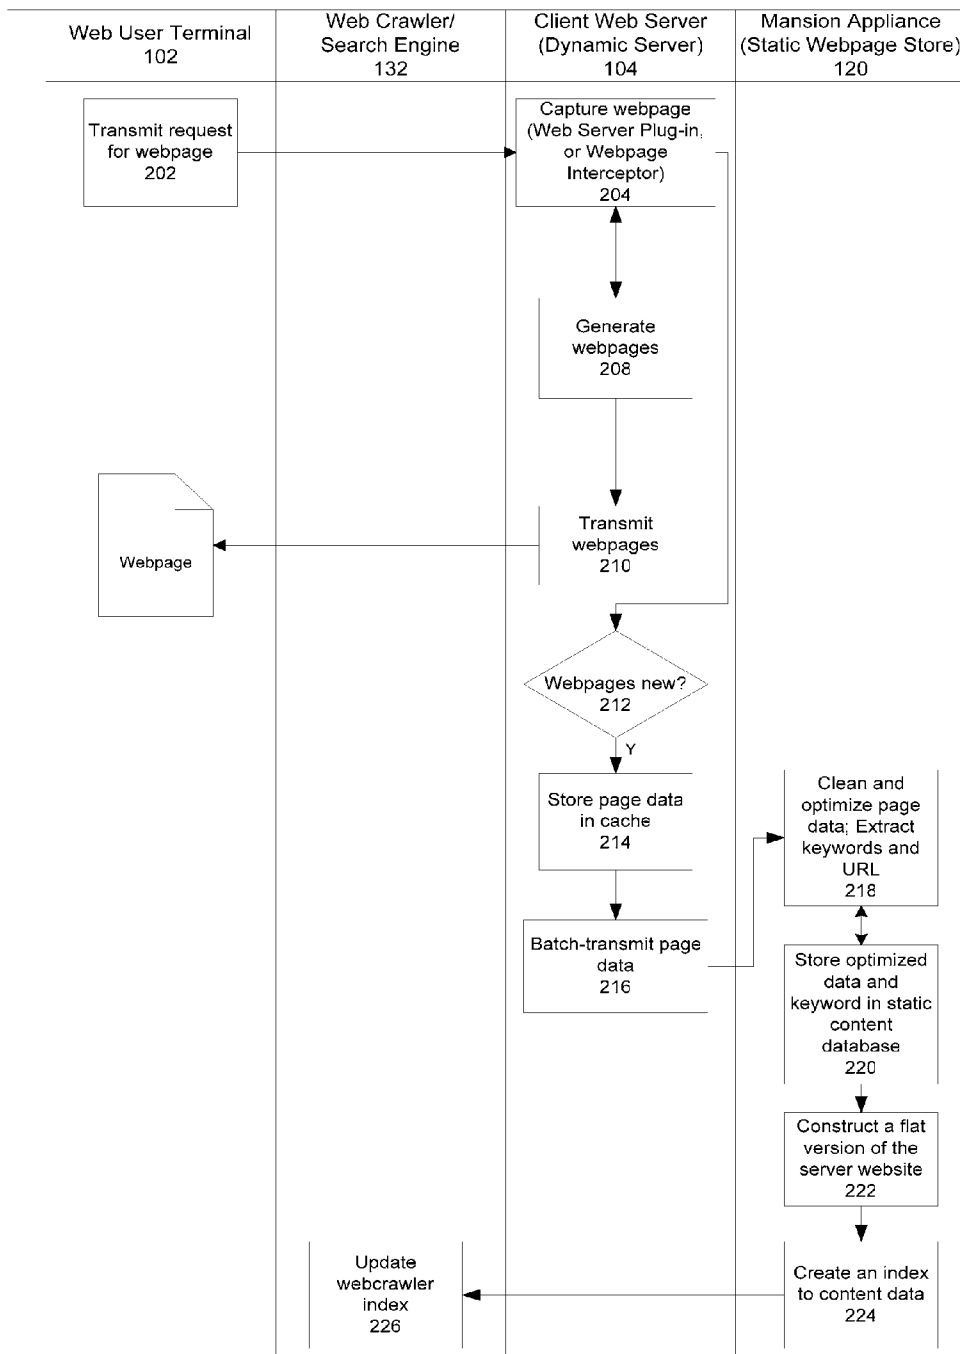 Web User Terminal
102
Web Crawler/
Search Engine
132
Client Web Server
(Dynamic Server)
104
Mansion Appliance
(Static Webpage Store)
120
Transmit request
for webpage
202
Capture webpage
(Web Server Plug-in,
or Webpage
Interceptor)
204
Generate
webpages
208
Webpage
Transmit
webpages
210
Webpages new?
212
Y
Store page data
in cache
214
Batch-transmit page
data
216
Clean and
optimize page
data; Extract
keywords and
URL
218
Store optimized
data and
keyword in static
content
database
220
Construct a flat
version of the
server website
222
Create an index
to content data
224
Update
webcrawler
index
226